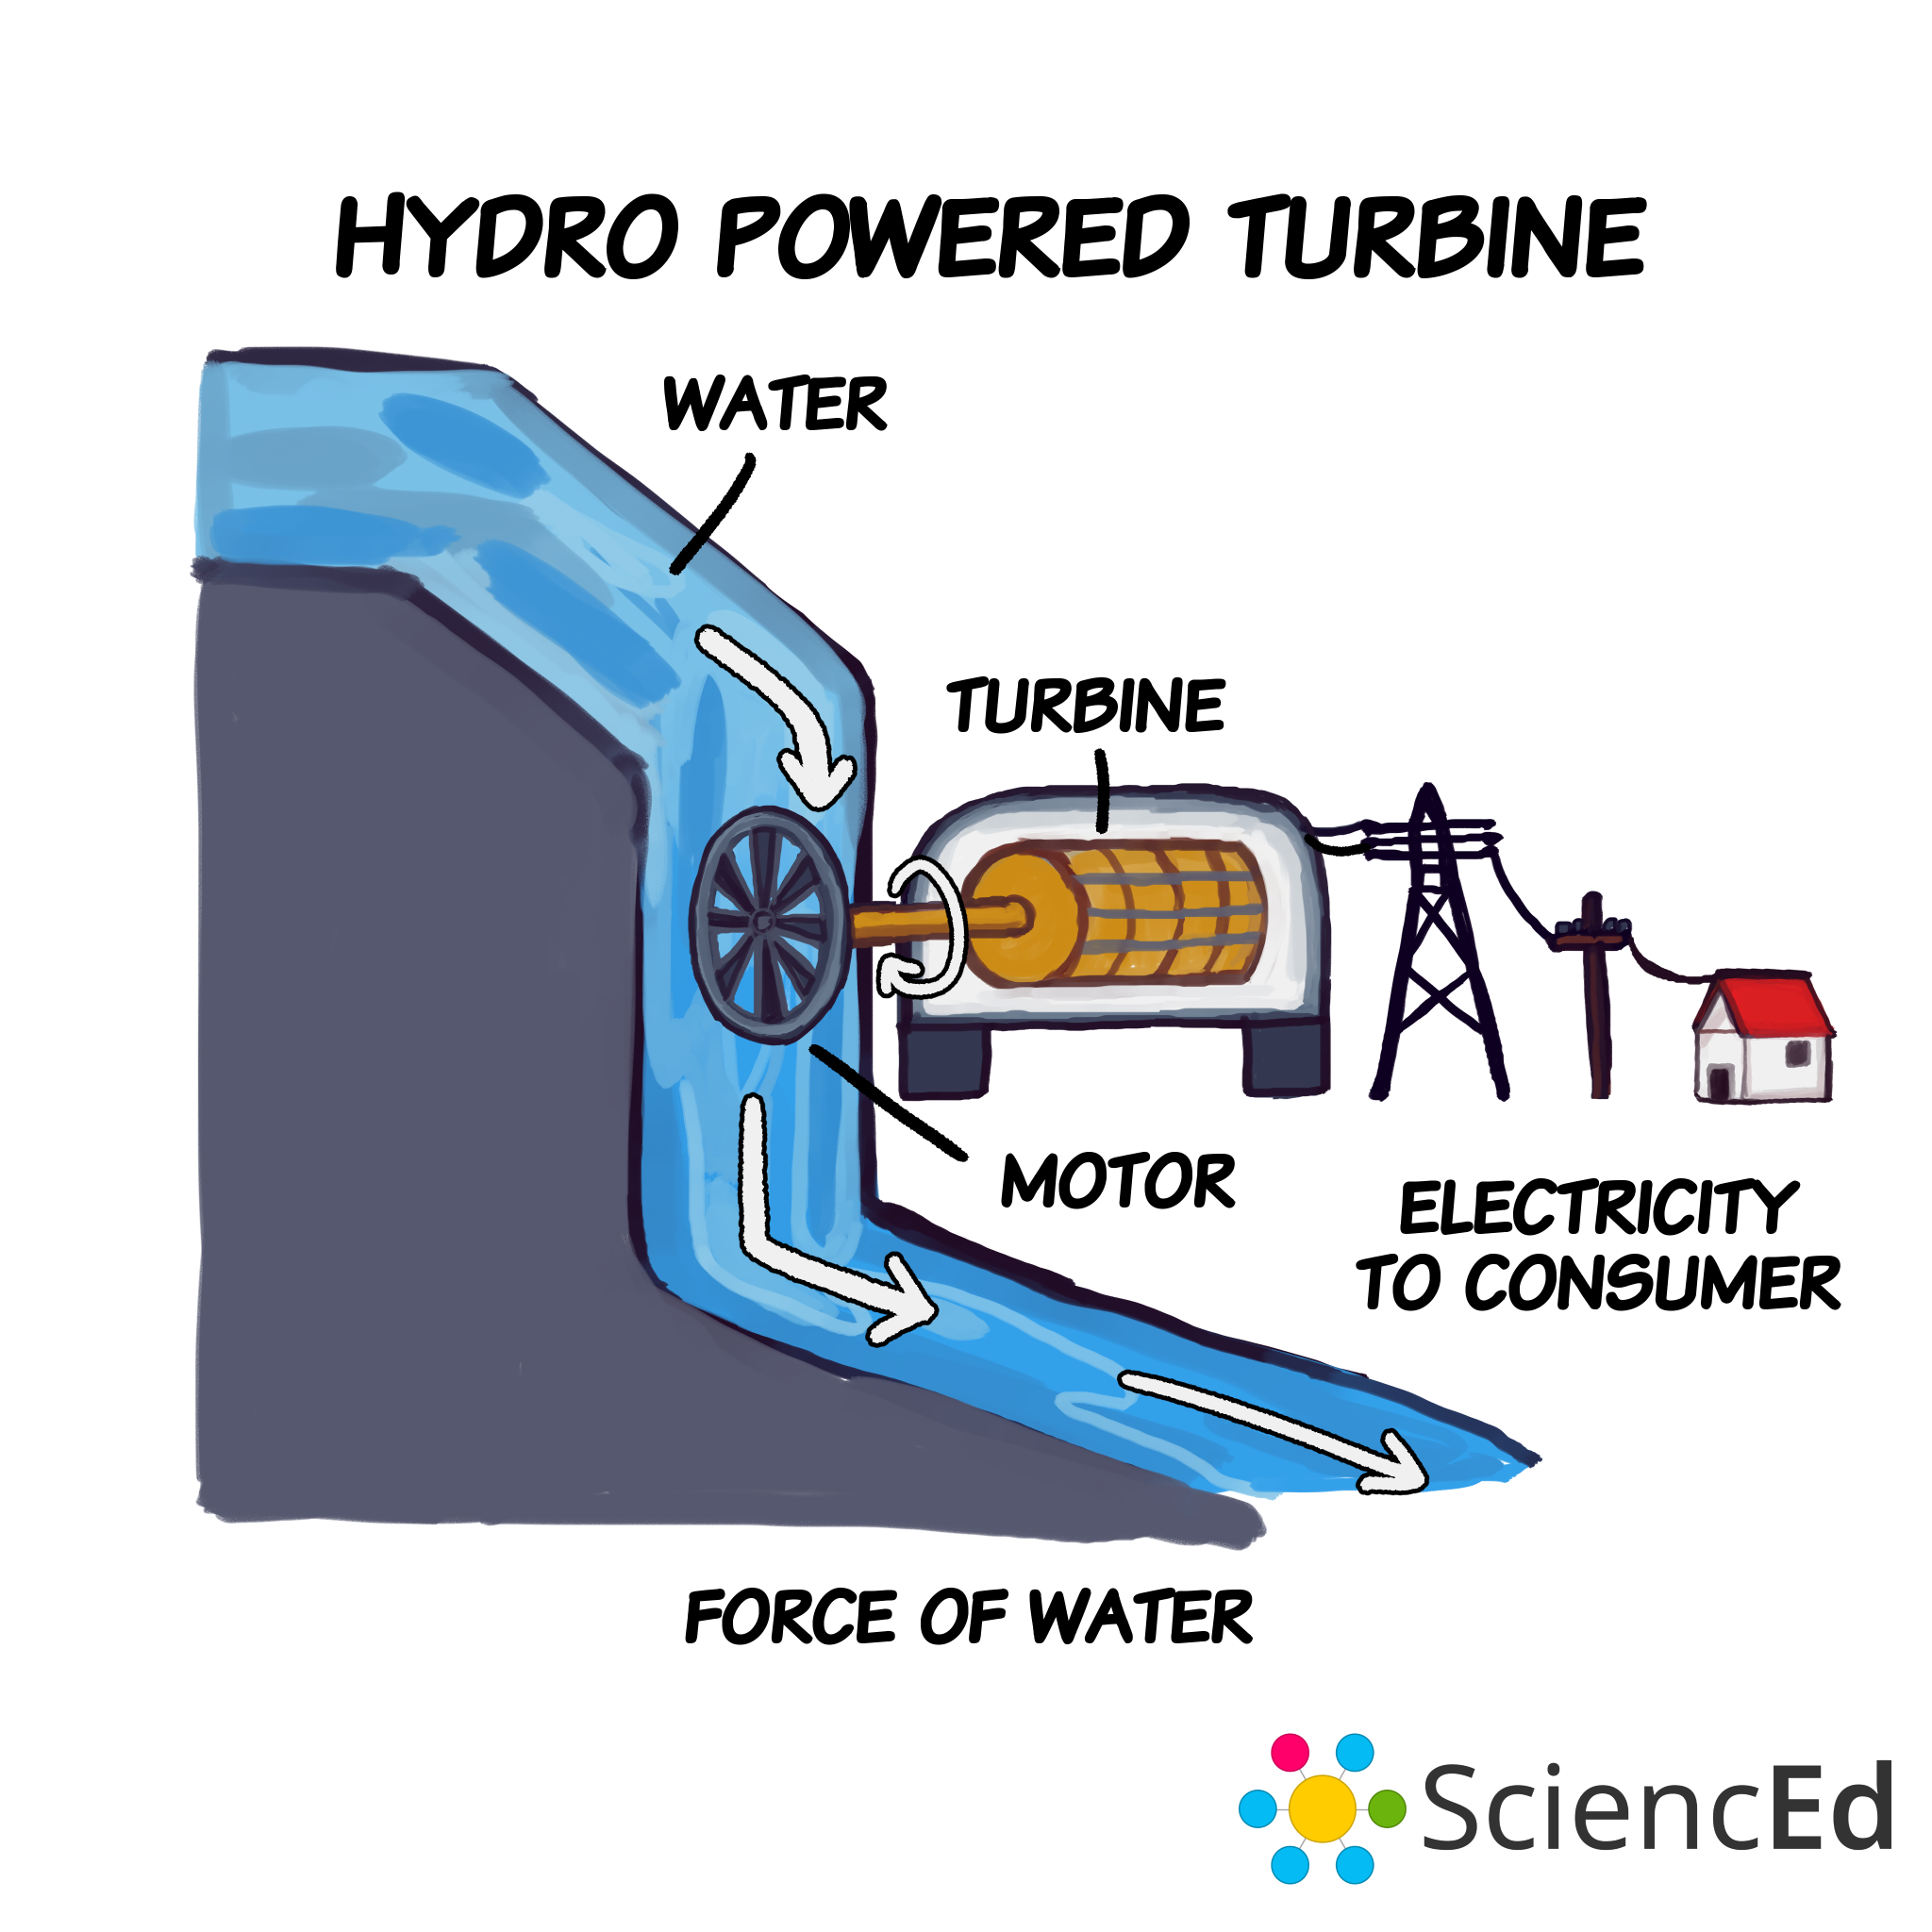 HYDRO POWERED TURBINE
WATER
TURBINE
MOTOR
ELECTRICITY
TO CONSUMER
FORCE OF WATER
SciencEd